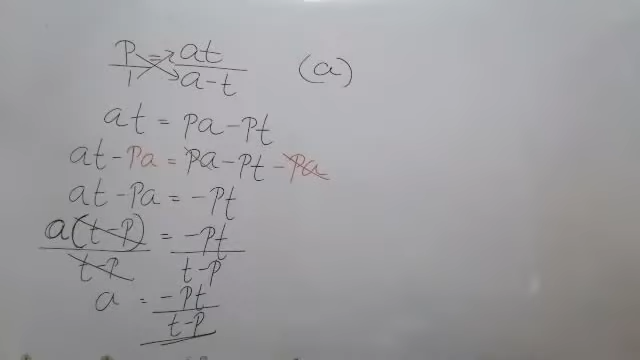 P/1 = at/(a-t) (a)
at = Pa-Pt
at-Pa = Pa-Pt-Pa
at-Pa = -Pt
a(t-P)/(t-P) = -Pt/(t-P)
a = -Pt/(t-P)